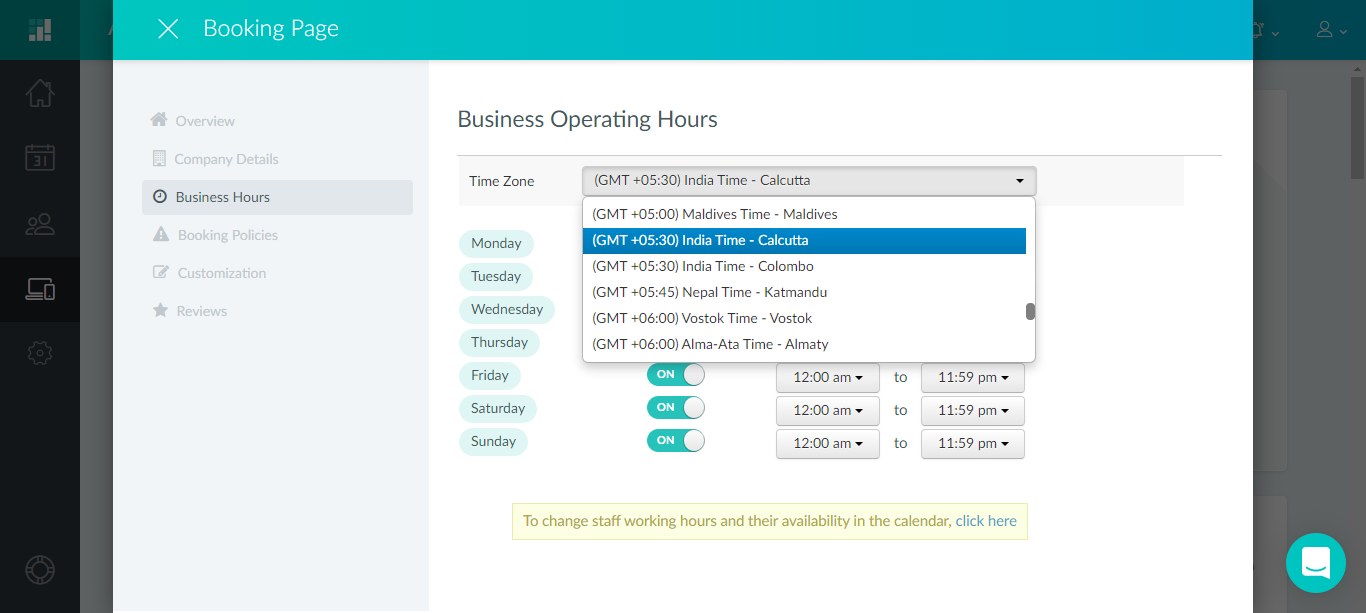 Booking Page
31
Overview
Company Details
Business Hours
Booking Policies
Customization
Reviews
Business Operating Hours
Time Zone
(GMT +05:30) India Time - Calcutta
(GMT +05:00) Maldives Time - Maldives
(GMT +05:30) India Time - Calcutta
(GMT +05:30) India Time - Colombo
(GMT +05:45) Nepal Time - Katmandu
(GMT +06:00) Vostok Time - Vostok
(GMT +06:00) Alma-Ata Time - Almaty
Monday
Tuesday
Wednesday
Thursday
Friday ON 12:00 am to 11:59 pm
Saturday ON 12:00 am to 11:59 pm
Sunday ON 12:00 am to 11:59 pm
To change staff working hours and their availability in the calendar, click here